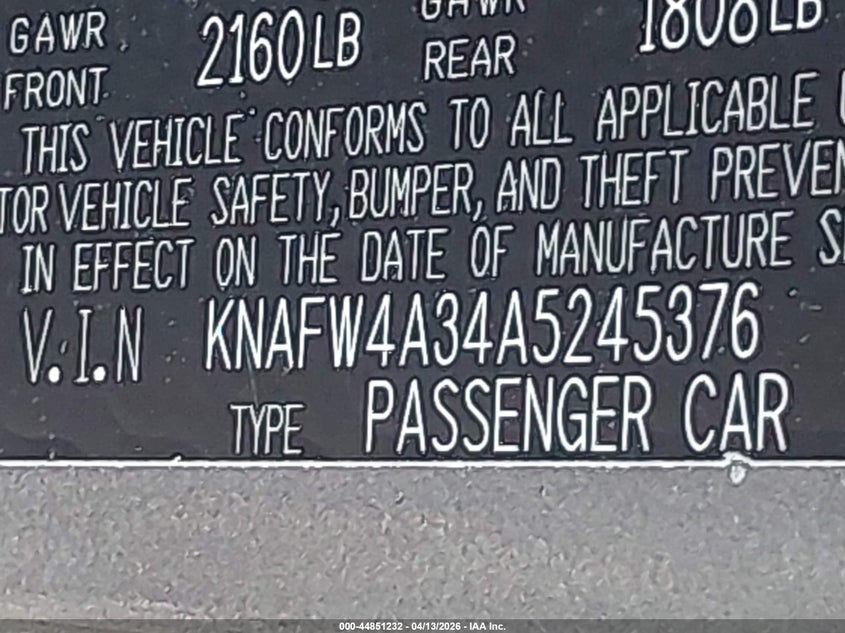 GAWR FRONT 2160LB GAWR REAR 1808LB
THIS VEHICLE CONFORMS TO ALL APPLICABLE
TOR VEHICLE SAFETY, BUMPER, AND THEFT PREVEN
IN EFFECT ON THE DATE OF MANUFACTURE S
V.I.N KNAFW4A34A5245376
TYPE PASSENGER CAR
000-44851232 - 04/13/2026 - IAA Inc.